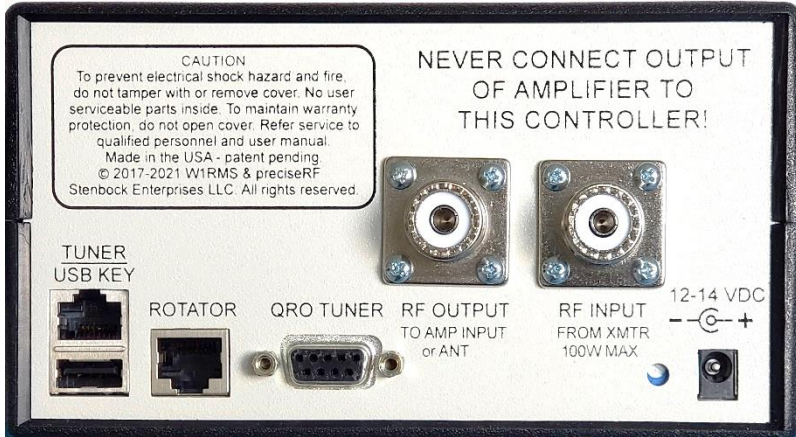 CAUTION
To prevent electrical shock hazard and fire,
do not tamper with or remove cover. No user
serviceable parts inside. To maintain warranty
protection, do not open cover. Refer service to
qualified personnel and user manual.
Made in the USA - patent pending.
© 2017-2021 W1RMS & preciseRF
Stenbock Enterprises LLC. All rights reserved.
NEVER CONNECT OUTPUT
OF AMPLIFIER TO
THIS CONTROLLER!
TUNER
USB KEY
ROTATOR
QRO TUNER
RF OUTPUT
TO AMP INPUT
or ANT
RF INPUT
FROM XMTR
100W MAX
12-14 VDC
- +